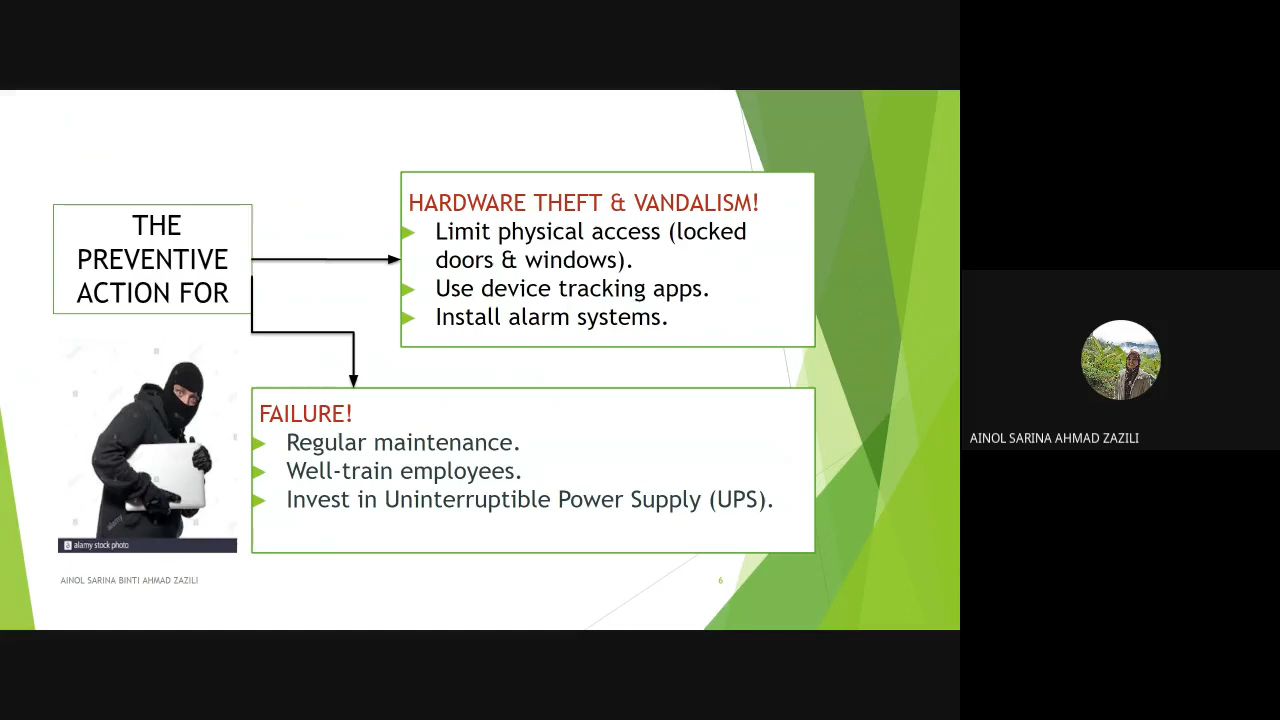 THE
PREVENTIVE
ACTION FOR
HARDWARE THEFT & VANDALISM!
Limit physical access (locked
doors & windows).
Use device tracking apps.
Install alarm systems.
FAILURE!
Regular maintenance.
Well-train employees.
Invest in Uninterruptible Power Supply (UPS).
alamy
a alamy stock photo
AINOL SARINA BINTI AHMAD ZAZILI
6
AINOL SARINA AHMAD ZAZILI